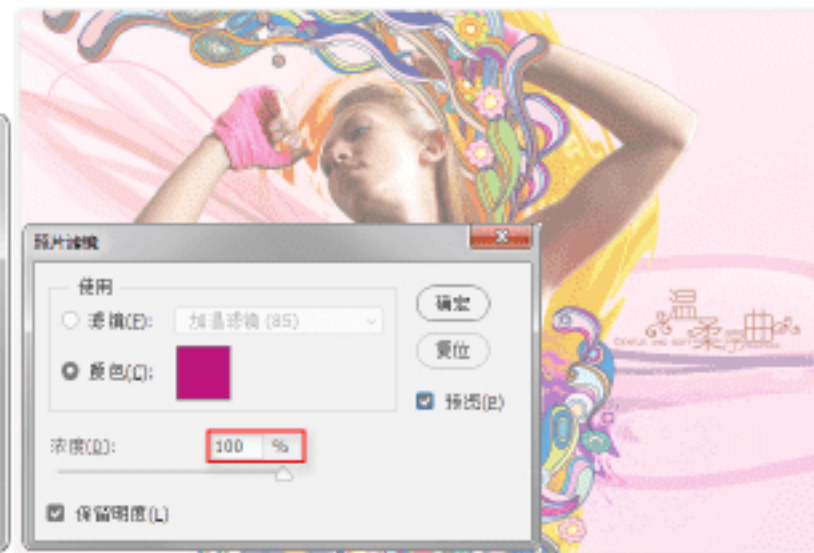 照片滤镜
使用
滤镜(F): 加温滤镜 (85)
颜色(C):
浓度(D): 100 %
保留明度(L)
确定
复位
预览(P)
温柔
曲